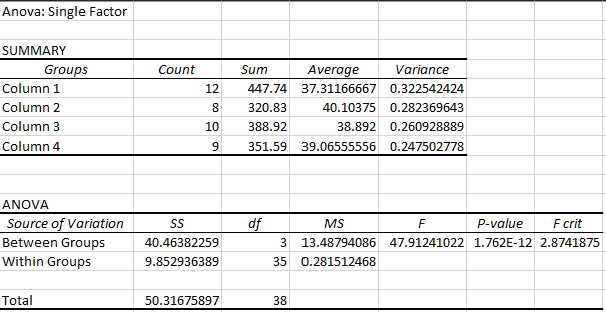 Anova: Single Factor
SUMMARY
Groups Count Sum Average Variance
Column 1 12 447.74 37.31166667 0.322542424
Column 2 8 320.83 40.10375 0.282369643
Column 3 10 388.92 38.892 0.260928889
Column 4 9 351.59 39.06555556 0.247502778
ANOVA
Source of Variation SS df MS F P-value F crit
Between Groups 40.46382259 3 13.48794086 47.91241022 1.762E-12 2.8741875
Within Groups 9.852936389 35 0.281512468
Total 50.31675897 38